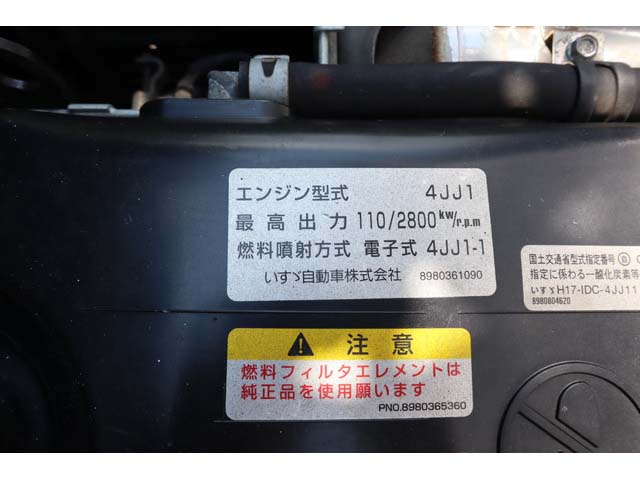 エンジン型式 4JJ1
最高出力 110/2800kw/r.p.m
燃料噴射方式 電子式 4JJ1-1
いすゞ自動車株式会社 8980361090
国土交通省型式指定番号 ⑧
指定に係わる一酸化炭素等
いすゞH17-IDC-4JJ11
8980804620
⚠ 注意
燃料フィルタエレメントは
純正品を使用願います
PNO.8980365360